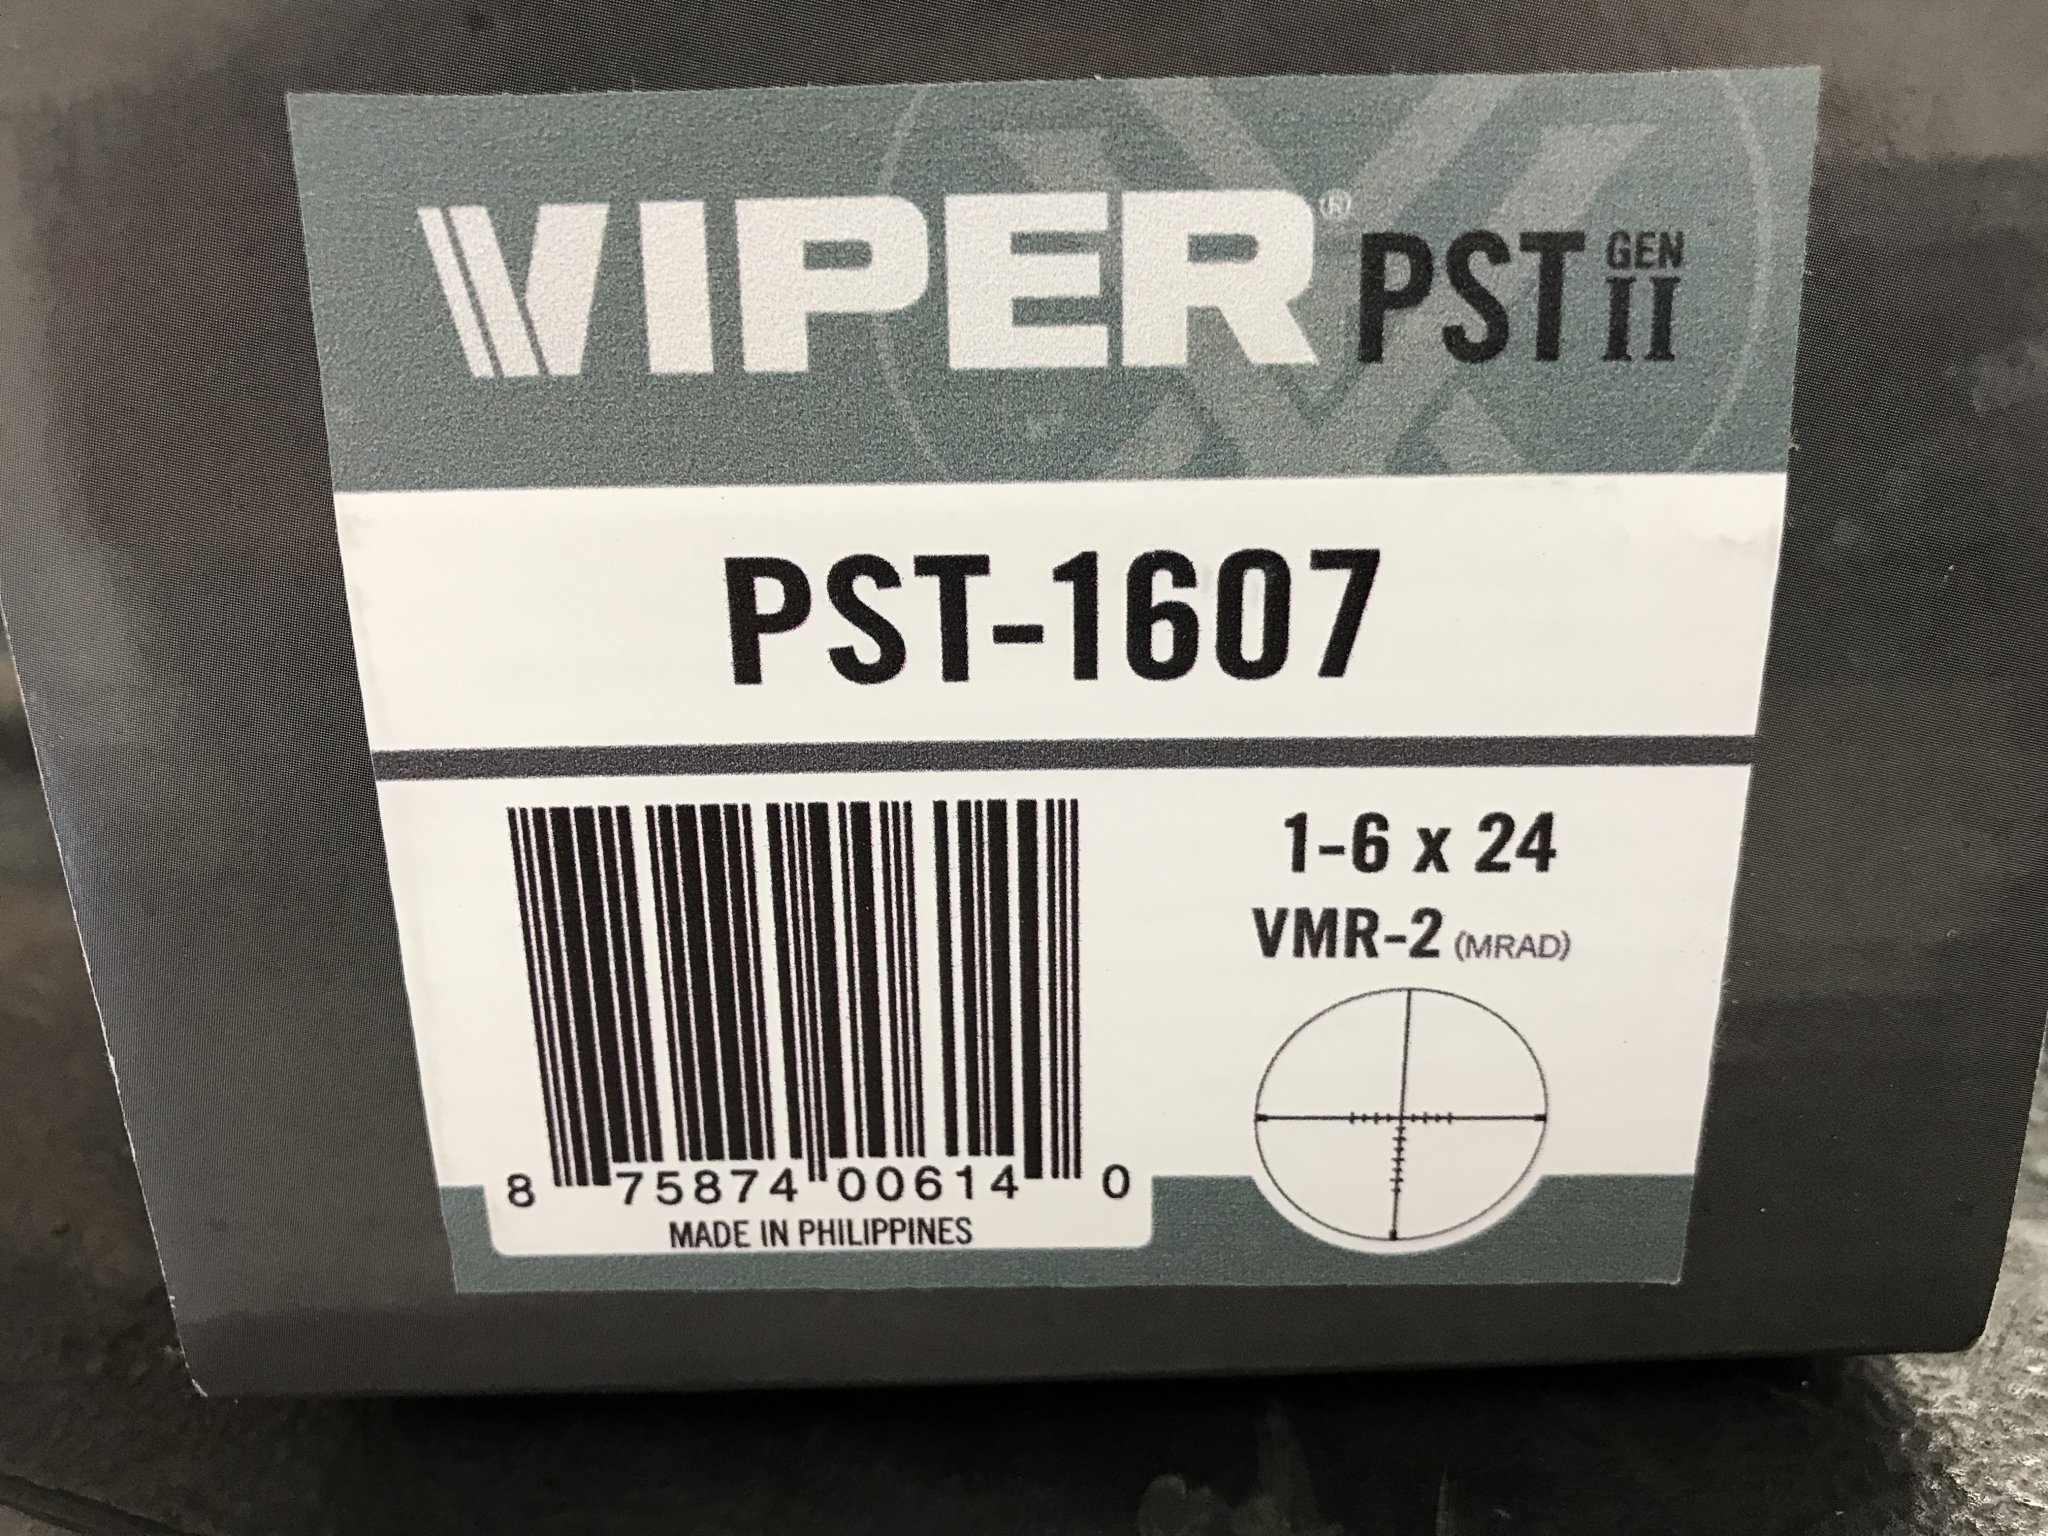 VIPER® PST GEN II
PST-1607
1-6 x 24
VMR-2 (MRAD)
8 75874 00614 0
MADE IN PHILIPPINES